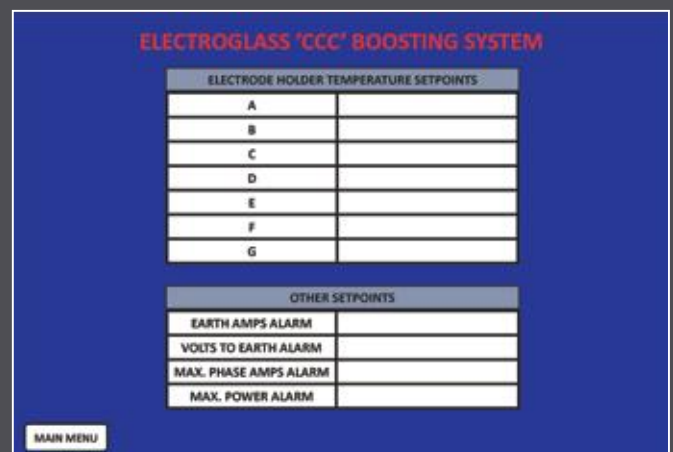 ELECTROGLASS 'CCC' BOOSTING SYSTEM
ELECTRODE HOLDER TEMPERATURE SETPOINTS
A
B
C
D
E
F
G
OTHER SETPOINTS
EARTH AMPS ALARM
VOLTS TO EARTH ALARM
MAX. PHASE AMPS ALARM
MAX. POWER ALARM
MAIN MENU